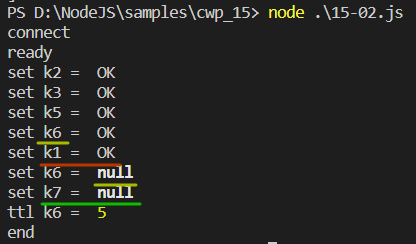 PS D:\NodeJS\samples\cwp_15> node .\15-02.js
connect
ready
set k2 =  OK
set k3 =  OK
set k5 =  OK
set k6 =  OK
set k1 =  OK
set k6 =  null
set k7 =  null
ttl k6 =  5
end